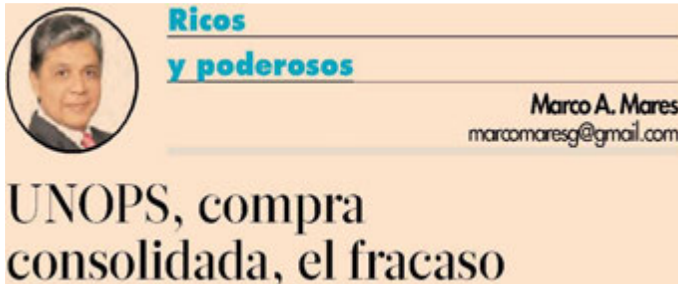 Ricos
y poderosos
Marco A. Mares
marcomaresg@gmail.com
UNOPS, compra
consolidada, el fracaso